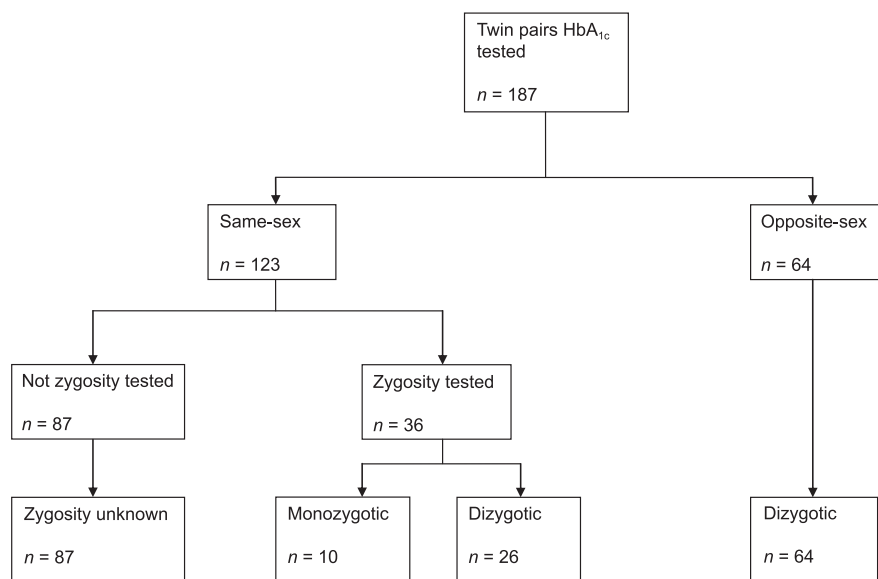 Twin pairs HbA1c
tested
n = 187
Same-sex
n = 123
Opposite-sex
n = 64
Not zygosity tested
n = 87
Zygosity tested
n = 36
Zygosity unknown
n = 87
Monozygotic
n = 10
Dizygotic
n = 26
Dizygotic
n = 64